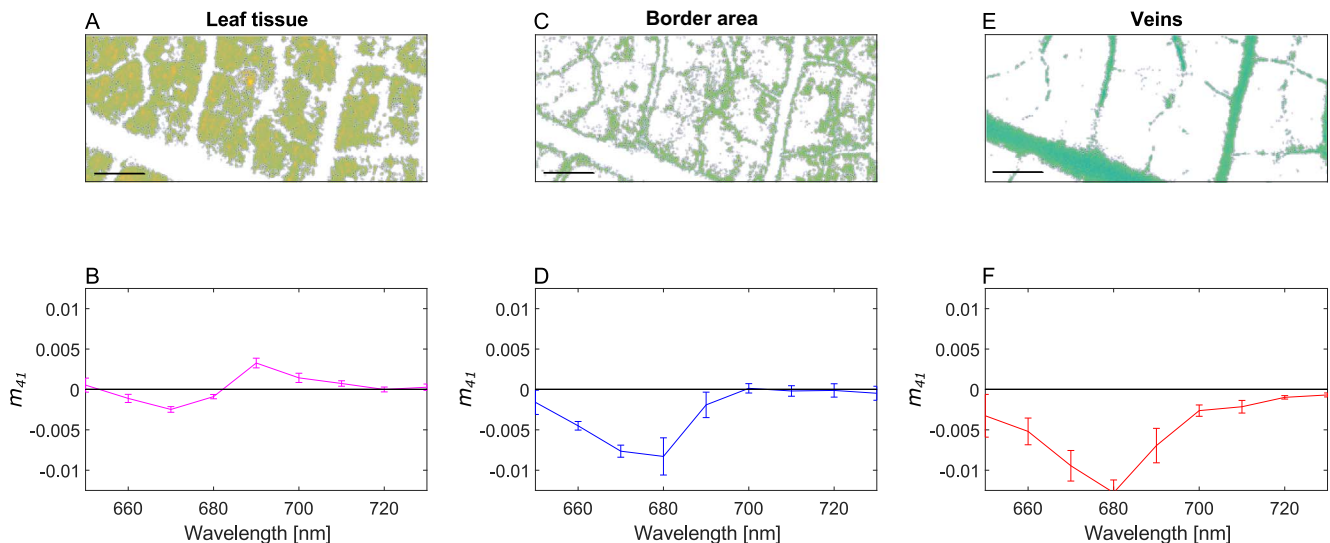 A Leaf tissue
C Border area
E Veins
B
0.01
0.005
0
-0.005
-0.01
m41
660 680 700 720
Wavelength [nm]
D
0.01
0.005
0
-0.005
-0.01
m41
660 680 700 720
Wavelength [nm]
F
0.01
0.005
0
-0.005
-0.01
m41
660 680 700 720
Wavelength [nm]